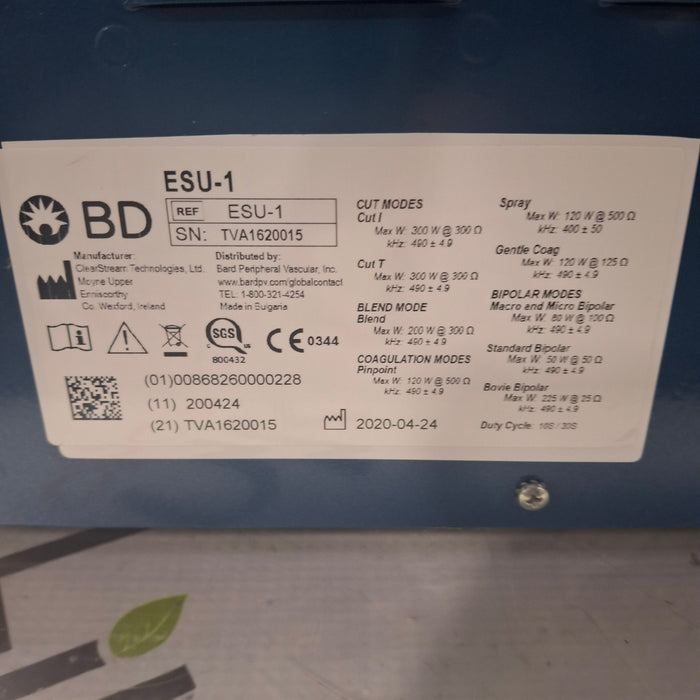 ESU-1
BD
REF ESU-1
SN: TVA1620015
Manufacturer:
ClearStream Technologies, Ltd.
Moyne Upper
Enniscorthy
Co. Wexford, Ireland
Distributed by:
Bard Peripheral Vascular, Inc.
www.bardpv.com/globalcontact
TEL: 1-800-321-4254
Made in Bulgaria
SGS
800432
CE 0344
(01)00868260000228
(11) 200424
(21) TVA1620015
2020-04-24
CUT MODES
Cut I
Max W: 300 W @ 300 Ω
kHz: 490 ± 4.9
Cut T
Max W: 300 W @ 300 Ω
kHz: 490 ± 4.9
BLEND MODE
Blend
Max W: 200 W @ 300 Ω
kHz: 490 ± 4.9
COAGULATION MODES
Pinpoint
Max W: 120 W @ 500 Ω
kHz: 490 ± 4.9
Spray
Max W: 120 W @ 500 Ω
kHz: 400 ± 50
Gentle Coag
Max W: 120 W @ 125 Ω
kHz: 490 ± 4.9
BIPOLAR MODES
Macro and Micro Bipolar
Max W: 80 W @ 100 Ω
kHz: 490 ± 4.9
Standard Bipolar
Max W: 50 W @ 50 Ω
kHz: 490 ± 4.9
Bovie Bipolar
Max W: 225 W @ 25 Ω
kHz: 490 ± 4.9
Duty Cycle: 10S / 30S